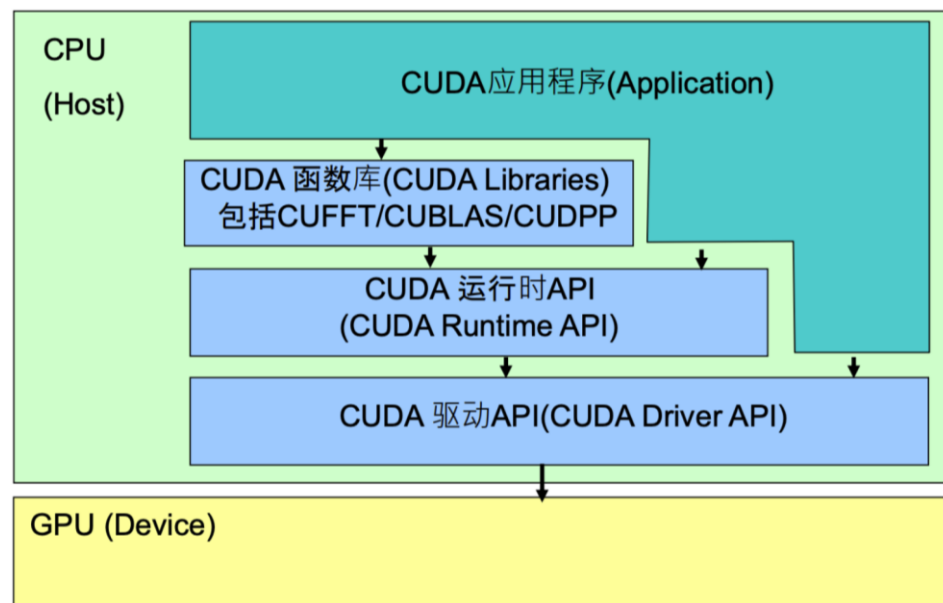 CPU
(Host)
CUDA应用程序(Application)
CUDA 函数库(CUDA Libraries)
包括CUFFT/CUBLAS/CUDPP
CUDA 运行时API
(CUDA Runtime API)
CUDA 驱动API(CUDA Driver API)
GPU (Device)